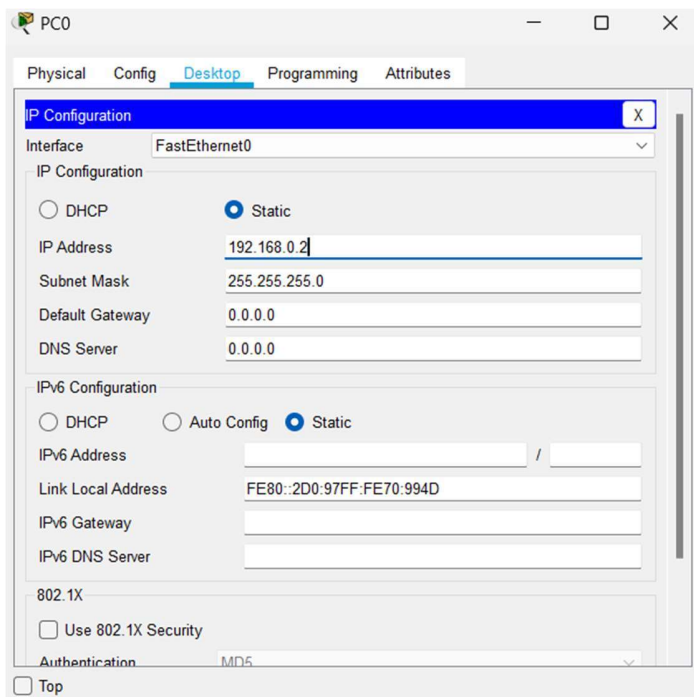 PC0
Physical Config Desktop Programming Attributes
IP Configuration X
Interface FastEthernet0
IP Configuration
DHCP Static
IP Address 192.168.0.2
Subnet Mask 255.255.255.0
Default Gateway 0.0.0.0
DNS Server 0.0.0.0
IPv6 Configuration
DHCP Auto Config Static
IPv6 Address /
Link Local Address FE80::2D0:97FF:FE70:994D
IPv6 Gateway
IPv6 DNS Server
802.1X
Use 802.1X Security
Authentication MD5
Top